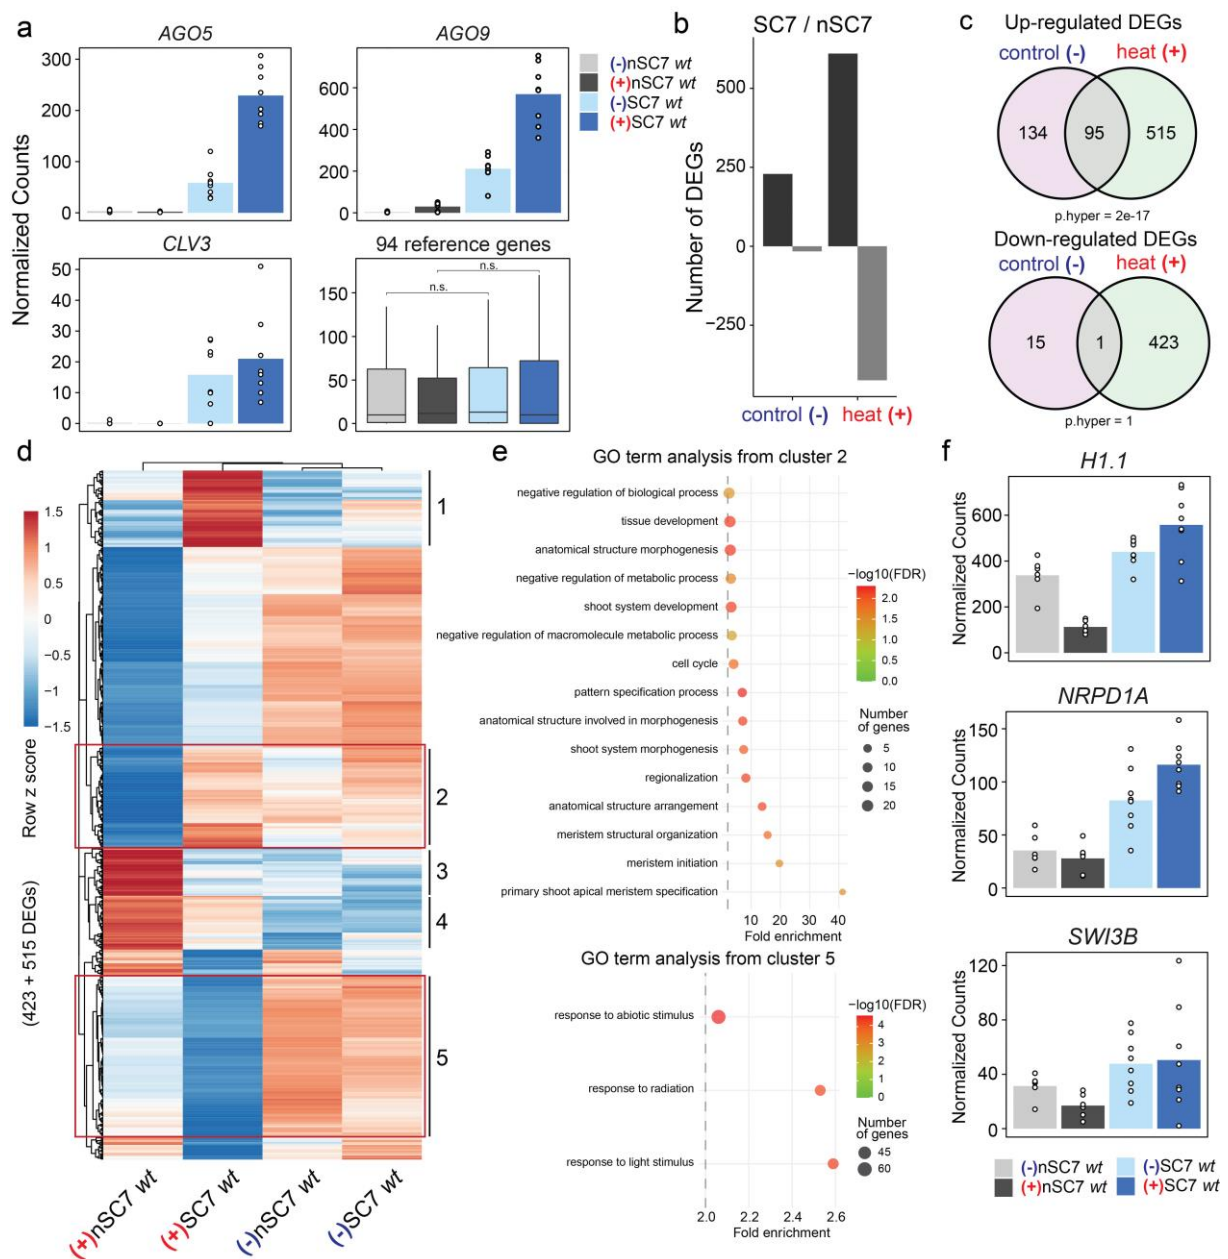 a
AGO5
AGO9
Normalized Counts
300
200
100
0
600
400
200
0
(-)nSC7 wt
(+)nSC7 wt
(-)SC7 wt
(+)SC7 wt
CLV3
94 reference genes
50
40
30
20
10
0
150
100
50
0
n.s.
n.s.
b
SC7 / nSC7
Number of DEGs
500
250
0
−250
control (-)
heat (+)
c
Up-regulated DEGs
control (-)
heat (+)
134
95
515
p.hyper = 2e-17
Down-regulated DEGs
control (-)
heat (+)
15
1
423
p.hyper = 1
d
1.5
1
0.5
0
−0.5
−1
−1.5
Row z score
(423 + 515 DEGs)
1
2
3
4
5
(+)nSC7 wt
(+)SC7 wt
(-)nSC7 wt
(-)SC7 wt
e
GO term analysis from cluster 2
negative regulation of biological process
tissue development
anatomical structure morphogenesis
negative regulation of metabolic process
shoot system development
negative regulation of macromolecule metabolic process
cell cycle
pattern specification process
anatomical structure involved in morphogenesis
shoot system morphogenesis
regionalization
anatomical structure arrangement
meristem structural organization
meristem initiation
primary shoot apical meristem specification
10 20 30 40
Fold enrichment
−log10(FDR)
2.0
1.5
1.0
0.5
0.0
Number
of genes
5
10
15
20
GO term analysis from cluster 5
response to abiotic stimulus
response to radiation
response to light stimulus
2.0 2.2 2.4 2.6
Fold enrichment
−log10(FDR)
4
3
2
1
0
Number
of genes
45
60
f
H1.1
Normalized Counts
600
400
200
0
NRPD1A
Normalized Counts
150
100
50
0
SWI3B
Normalized Counts
120
80
40
0
(-)nSC7 wt
(+)nSC7 wt
(-)SC7 wt
(+)SC7 wt